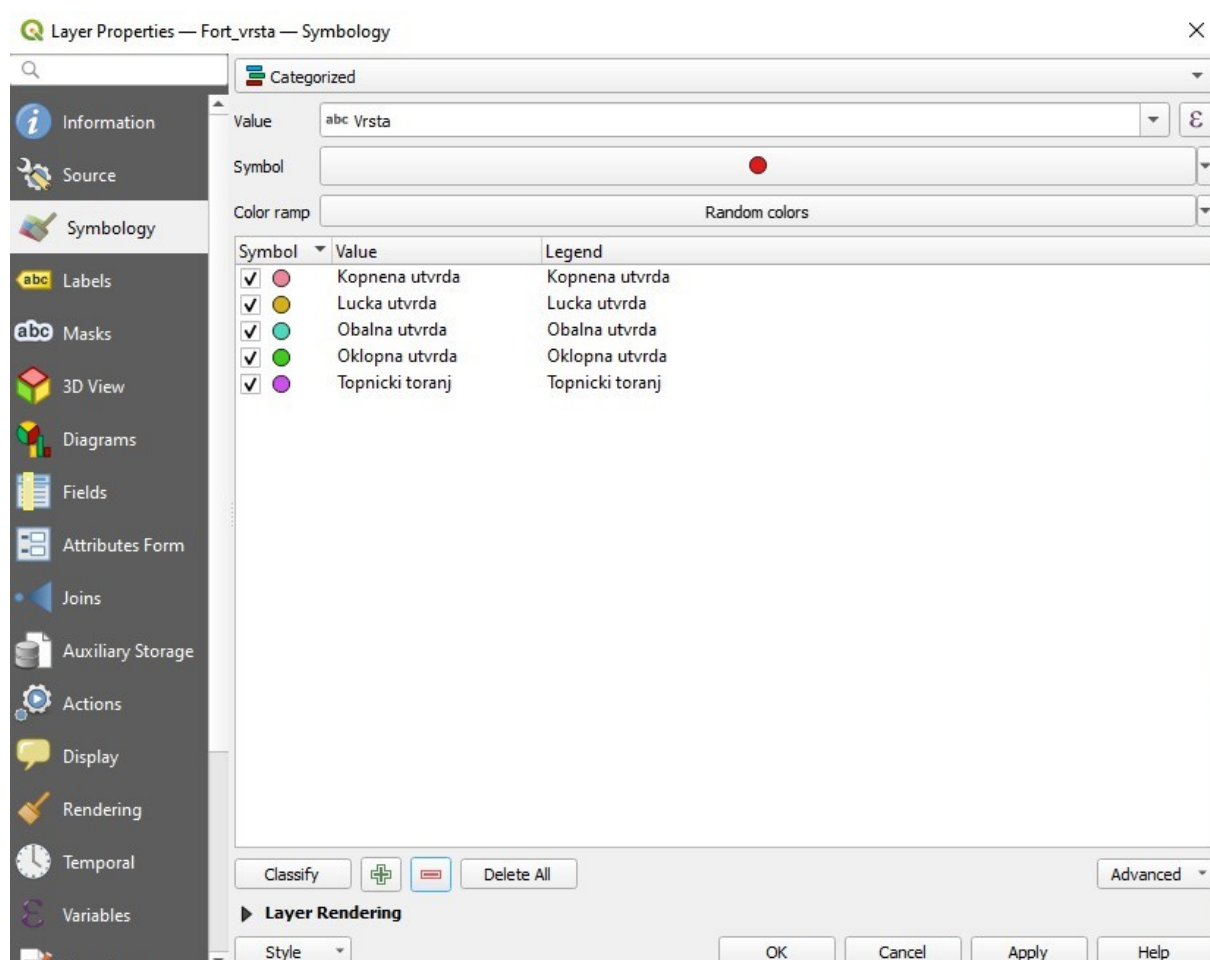 Layer Properties — Fort_vrsta — Symbology
Categorized
Information
Value abc Vrsta ε
Source
Symbol
Symbology
Color ramp Random colors
Symbol Value Legend
Kopnena utvrda Kopnena utvrda
abc Labels
Lucka utvrda Lucka utvrda
abc Masks
Obalna utvrda Obalna utvrda
Oklopna utvrda Oklopna utvrda
3D View
Topnicki toranj Topnicki toranj
Diagrams
Fields
Attributes Form
Joins
Auxiliary Storage
Actions
Display
Rendering
Temporal
Classify Delete All Advanced
ε Variables
Layer Rendering
Style OK Cancel Apply Help